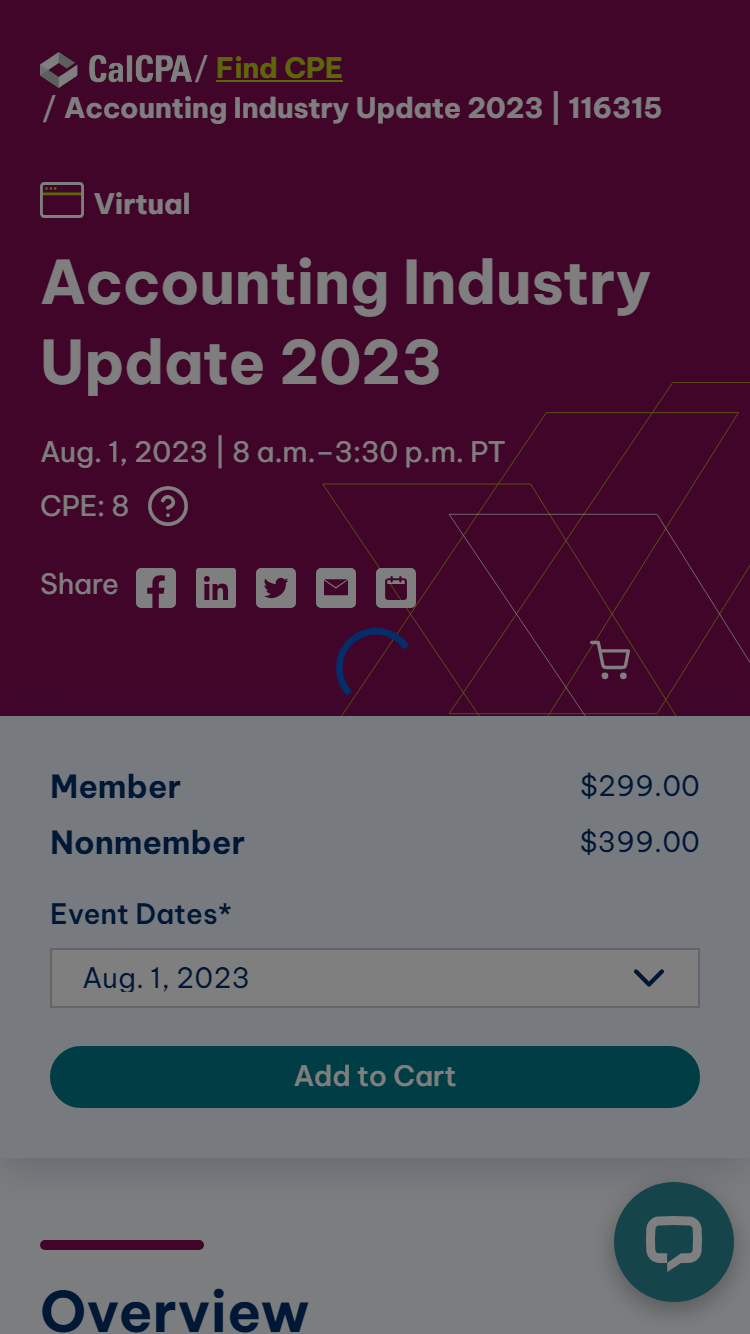 CalCPA / Find CPE
/ Accounting Industry Update 2023 | 116315
Virtual
Accounting Industry
Update 2023
Aug. 1, 2023 | 8 a.m.–3:30 p.m. PT
CPE: 8 ?
Share
Member $299.00
Nonmember $399.00
Event Dates*
Aug. 1, 2023
Add to Cart
Overview